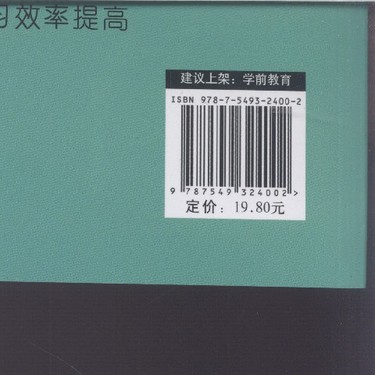 习效率提高
建议上架：学前教育
ISBN 978-7-5493-2400-2
9 787549 324002 >
定价：19.80元